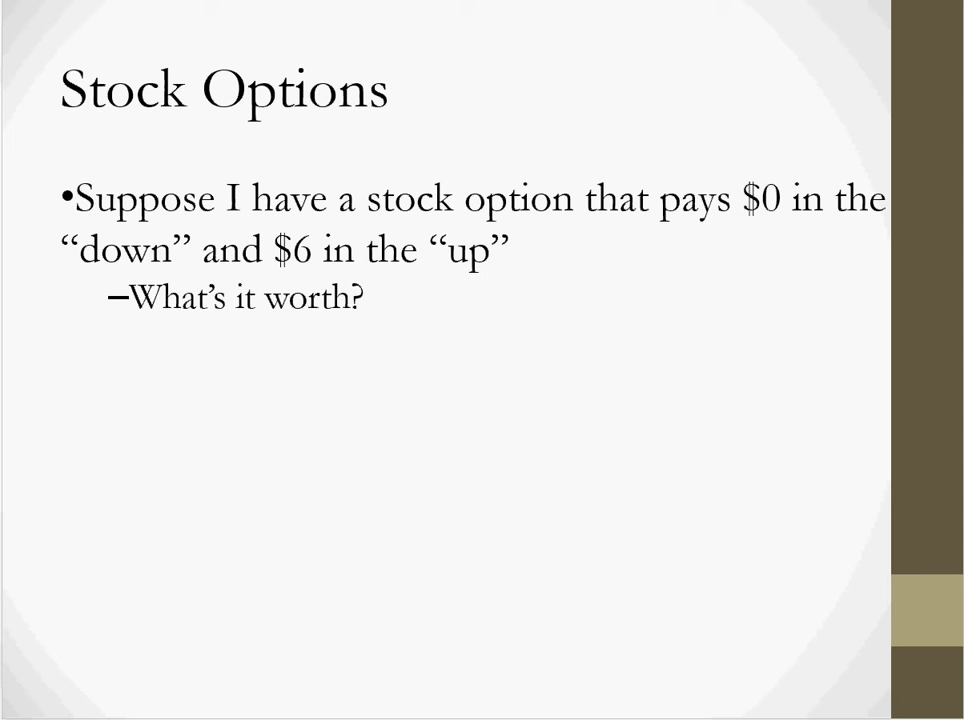 Stock Options
•Suppose I have a stock option that pays $0 in the
“down” and $6 in the “up”
–What’s it worth?